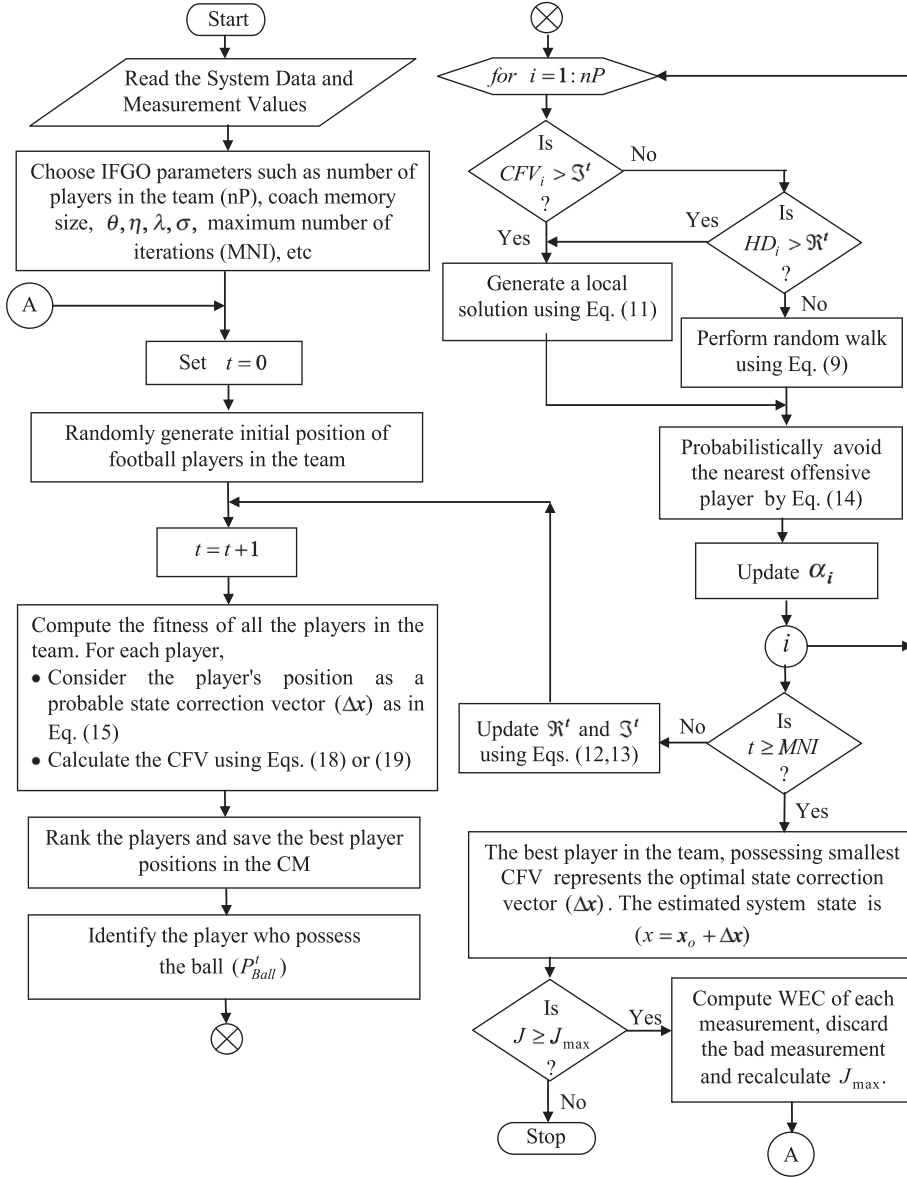 Start
Read the System Data and
Measurement Values
Choose IFGO parameters such as number of
players in the team (nP), coach memory
size, θ, η, λ, σ, maximum number of
iterations (MNI), etc
A
Set t = 0
Randomly generate initial position of
football players in the team
t = t+1
Compute the fitness of all the players in the
team. For each player,
• Consider the player's position as a
probable state correction vector (Δx) as in
Eq. (15)
• Calculate the CFV using Eqs. (18) or (19)
Rank the players and save the best player
positions in the CM
Identify the player who possess
the ball (P^t_Ball)
for i = 1 : nP
Is
CFV_i > ℑ^t
?
No
Yes
Is
HD_i > ℜ^t
?
Yes
No
Generate a local
solution using Eq. (11)
Perform random walk
using Eq. (9)
Probabilistically avoid
the nearest offensive
player by Eq. (14)
Update α_i
i
Is
t ≥ MNI
?
No
Yes
Update ℜ^t and ℑ^t
using Eqs. (12,13)
The best player in the team, possessing smallest
CFV represents the optimal state correction
vector (Δx). The estimated system state is
(x = x_o + Δx)
Is
J ≥ J_max
?
Yes
No
Compute WEC of each
measurement, discard
the bad measurement
and recalculate J_max.
Stop
A